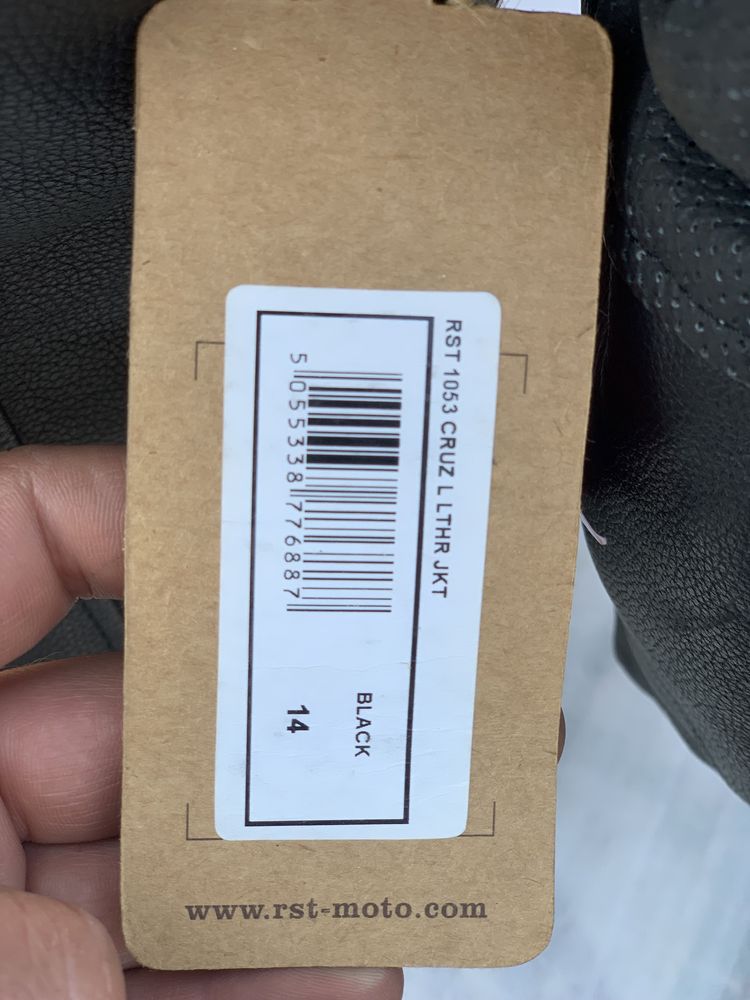 RST 1053 CRUZ L LTHR JKT
5 055338 776887
BLACK
14
www.rst-moto.com